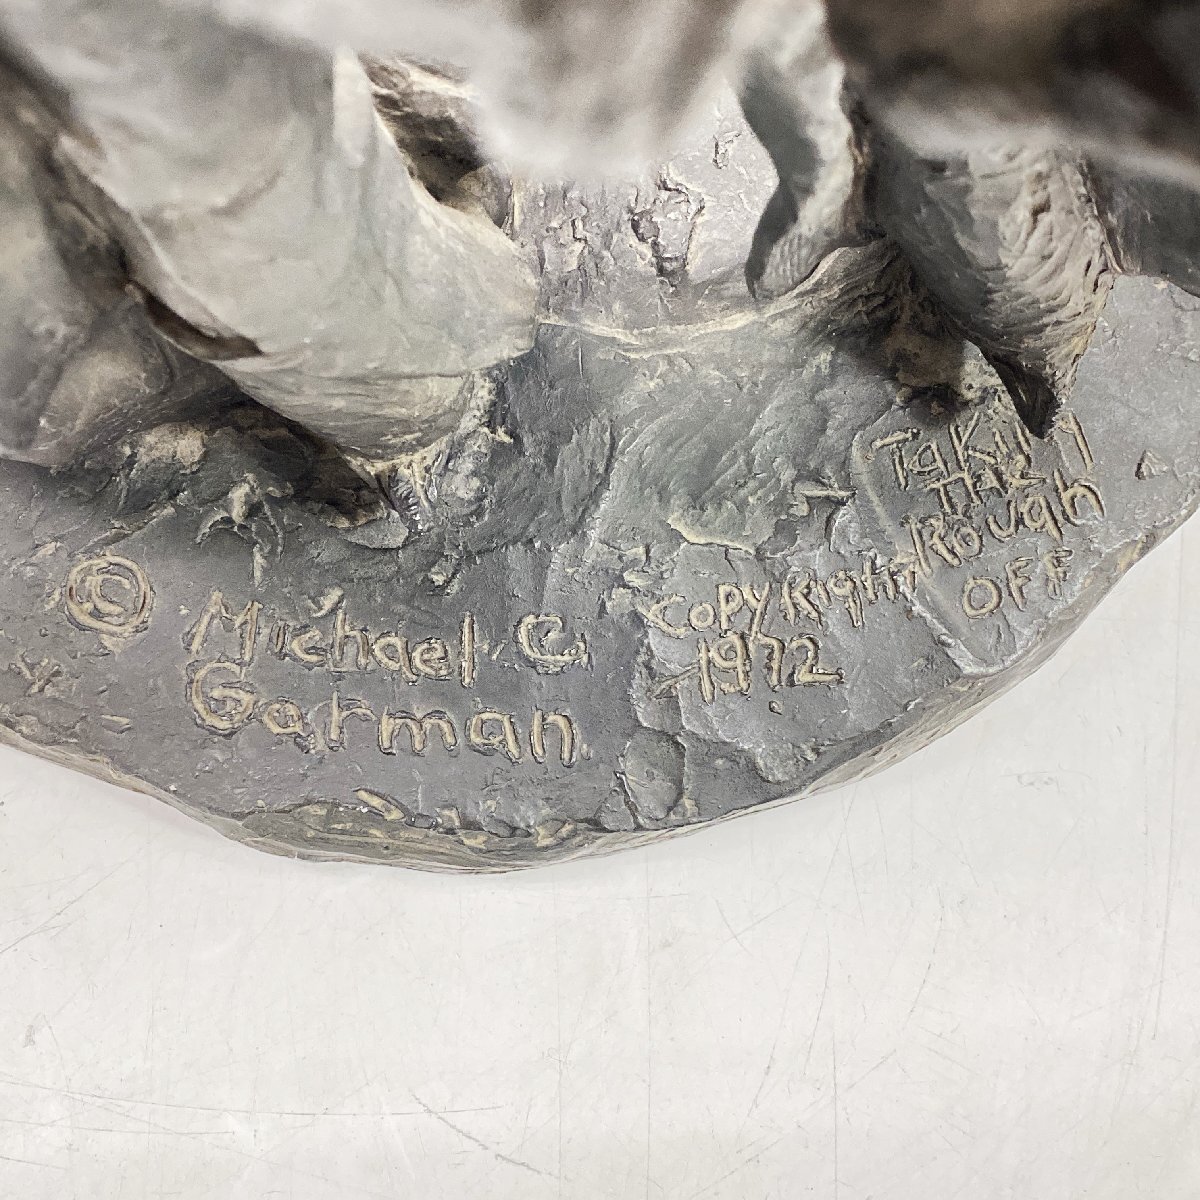 © Michael C.
Garman.
CopyRight
1972
Takin
THE
Rough
OFF